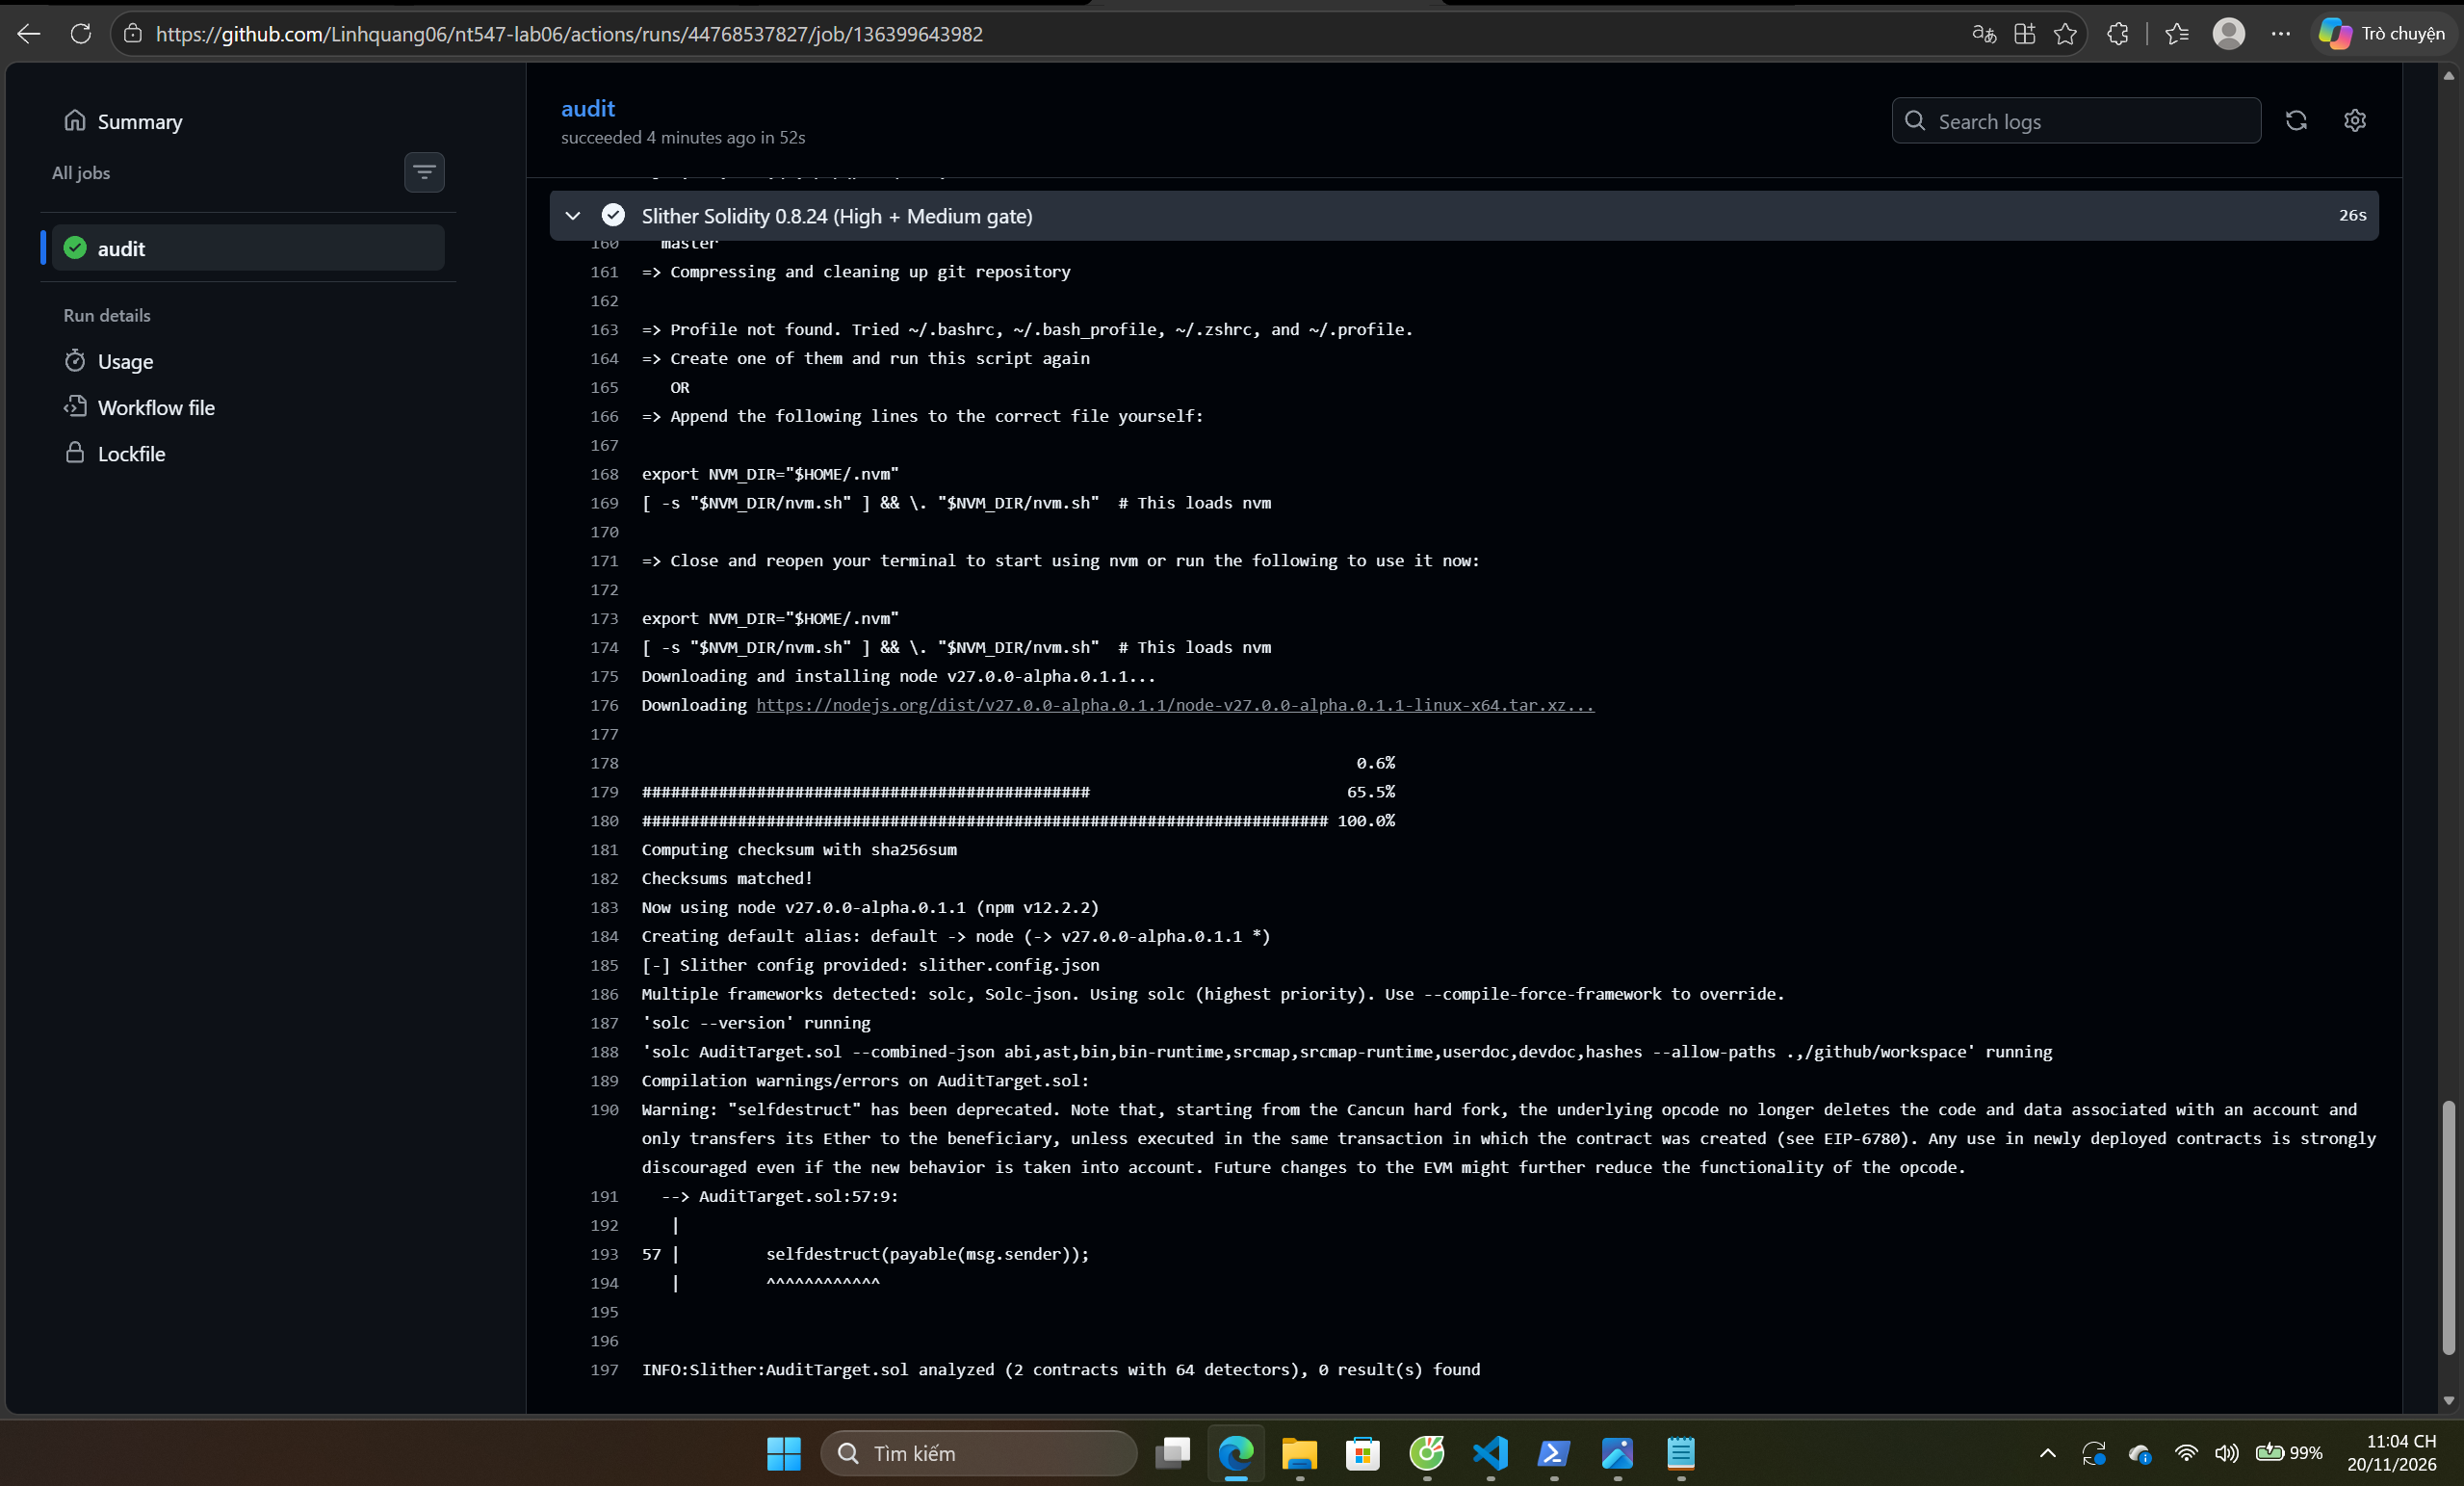 https://github.com/Linhquang06/nt547-lab06/actions/runs/44768537827/job/136399643982
Trò chuyện
Summary
All jobs
audit
Run details
Usage
Workflow file
Lockfile
audit
succeeded 4 minutes ago in 52s
Search logs
Slither Solidity 0.8.24 (High + Medium gate) 26s
160 master
161 => Compressing and cleaning up git repository
162
163 => Profile not found. Tried ~/.bashrc, ~/.bash_profile, ~/.zshrc, and ~/.profile.
164 => Create one of them and run this script again
165 OR
166 => Append the following lines to the correct file yourself:
167
168 export NVM_DIR="$HOME/.nvm"
169 [ -s "$NVM_DIR/nvm.sh" ] && \. "$NVM_DIR/nvm.sh"  # This loads nvm
170
171 => Close and reopen your terminal to start using nvm or run the following to use it now:
172
173 export NVM_DIR="$HOME/.nvm"
174 [ -s "$NVM_DIR/nvm.sh" ] && \. "$NVM_DIR/nvm.sh"  # This loads nvm
175 Downloading and installing node v27.0.0-alpha.0.1.1...
176 Downloading https://nodejs.org/dist/v27.0.0-alpha.0.1.1/node-v27.0.0-alpha.0.1.1-linux-x64.tar.xz...
177
178 0.6%
179 ############################################### 65.5%
180 ######################################################################## 100.0%
181 Computing checksum with sha256sum
182 Checksums matched!
183 Now using node v27.0.0-alpha.0.1.1 (npm v12.2.2)
184 Creating default alias: default -> node (-> v27.0.0-alpha.0.1.1 *)
185 [-] Slither config provided: slither.config.json
186 Multiple frameworks detected: solc, Solc-json. Using solc (highest priority). Use --compile-force-framework to override.
187 'solc --version' running
188 'solc AuditTarget.sol --combined-json abi,ast,bin,bin-runtime,srcmap,srcmap-runtime,userdoc,devdoc,hashes --allow-paths .,/github/workspace' running
189 Compilation warnings/errors on AuditTarget.sol:
190 Warning: "selfdestruct" has been deprecated. Note that, starting from the Cancun hard fork, the underlying opcode no longer deletes the code and data associated with an account and
only transfers its Ether to the beneficiary, unless executed in the same transaction in which the contract was created (see EIP-6780). Any use in newly deployed contracts is strongly
discouraged even if the new behavior is taken into account. Future changes to the EVM might further reduce the functionality of the opcode.
191 --> AuditTarget.sol:57:9:
192 |
193 57 | selfdestruct(payable(msg.sender));
194 | ^^^^^^^^^^^^
195
196
197 INFO:Slither:AuditTarget.sol analyzed (2 contracts with 64 detectors), 0 result(s) found
Tìm kiếm
99%
11:04 CH
20/11/2026